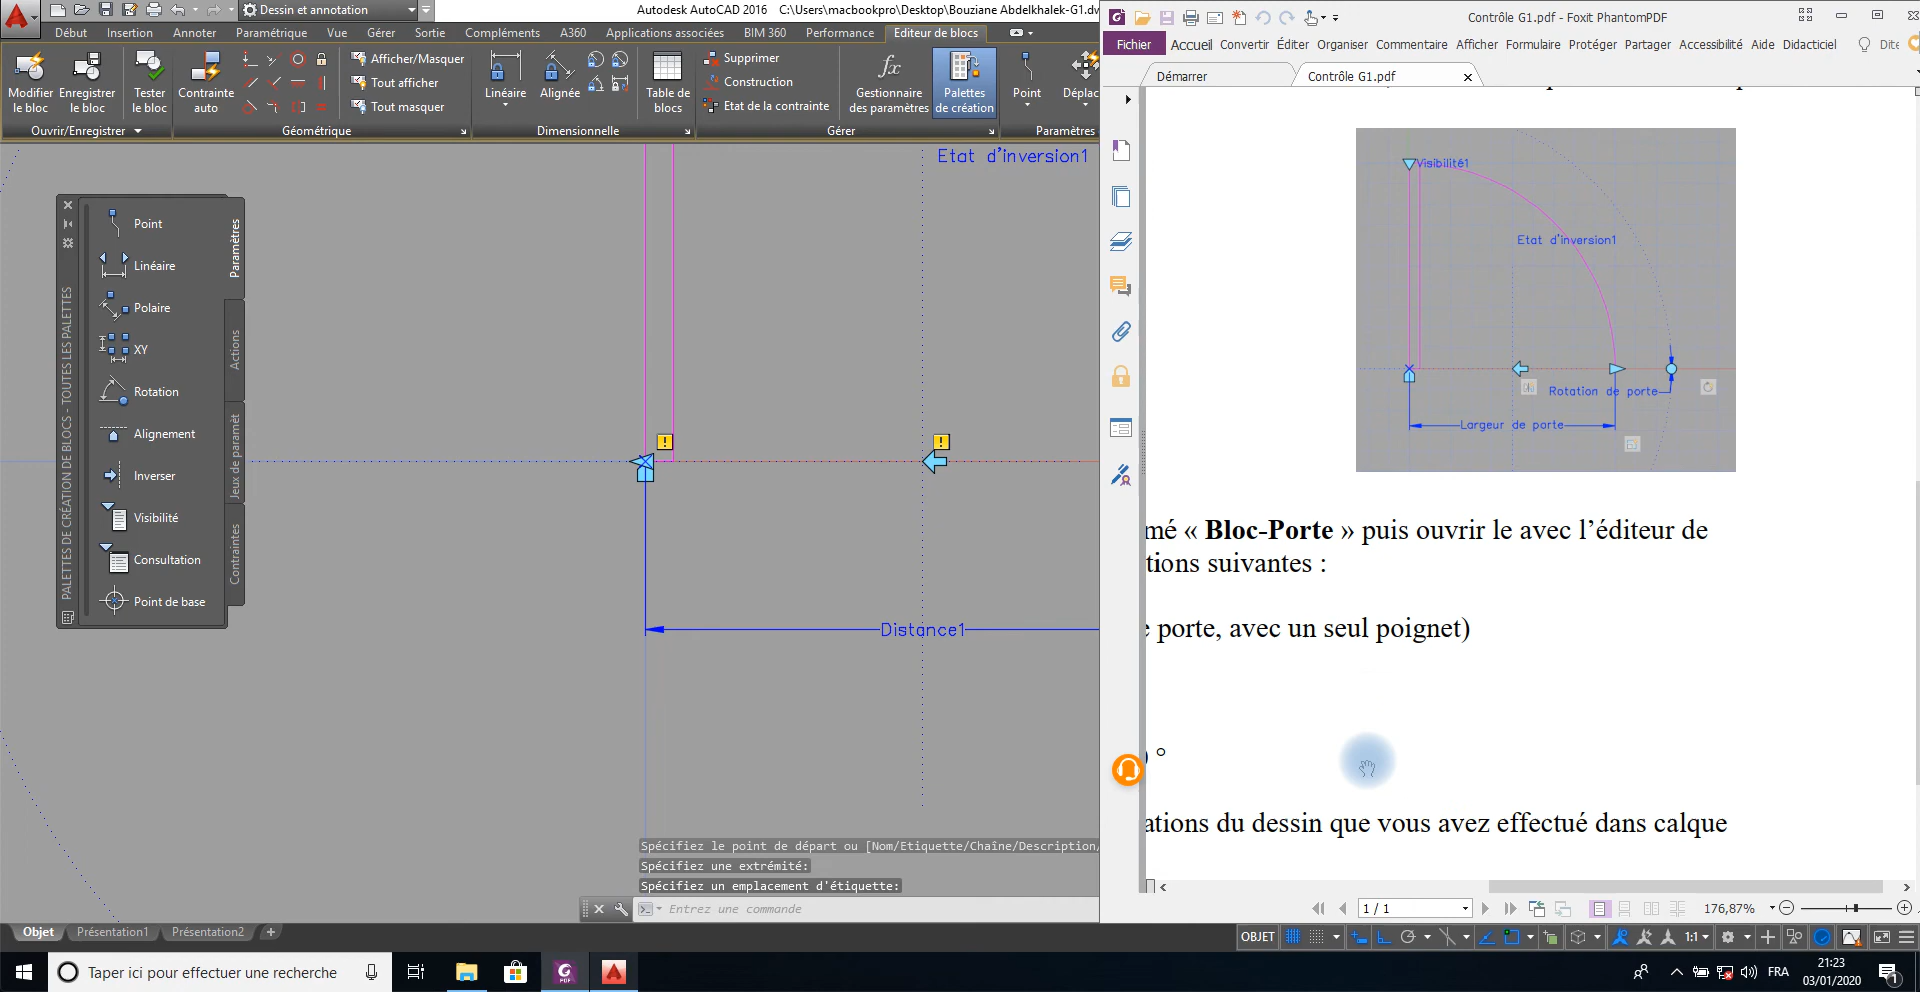 Dessin et annotation
Autodesk AutoCAD 2016
C:\Users\macbookpro\Desktop\Bouziane Abdelkhalek-G1.dw
Début
Insertion
Annoter
Paramétrique
Vue
Gérer
Sortie
Compléments
A360
Applications associées
BIM 360
Performance
Editeur de blocs
Modifier le bloc
Enregistrer le bloc
Tester le bloc
Contrainte auto
Afficher/Masquer
Tout afficher
Tout masquer
Linéaire
Alignée
Table de blocs
Supprimer
Construction
Etat de la contrainte
fx
Gestionnaire des paramètres
Palettes de création
Point
Déplac
Ouvrir/Enregistrer
Géométrique
Dimensionnelle
Gérer
Paramètres
Etat d'inversion1
PALETTES DE CRÉATION DE BLOCS - TOUTES LES PALETTES
Point
Linéaire
Polaire
XY
Rotation
Alignement
Inverser
Visibilité
Consultation
Point de base
Paramètres
Actions
Jeux de paramèt
Contraintes
Distance1
Spécifiez le point de départ ou [Nom/Etiquette/Chaîne/Description/
Spécifiez une extrémité:
Spécifiez un emplacement d'étiquette:
Entrez une commande
Objet
Présentation1
Présentation2
Contrôle G1.pdf - Foxit PhantomPDF
Fichier
Accueil
Convertir
Éditer
Organiser
Commentaire
Afficher
Formulaire
Protéger
Partager
Accessibilité
Aide
Didacticiel
Dite
Démarrer
Contrôle G1.pdf
Visibilité1
Etat d'inversion1
Rotation de porte
Largeur de porte
mé « Bloc-Porte » puis ouvrir le avec l'éditeur de
tions suivantes :
e porte, avec un seul poignet)
°
ations du dessin que vous avez effectué dans calque
1 / 1
176,87%
OBJET
1:1
Taper ici pour effectuer une recherche
FRA
21:23
03/01/2020
1